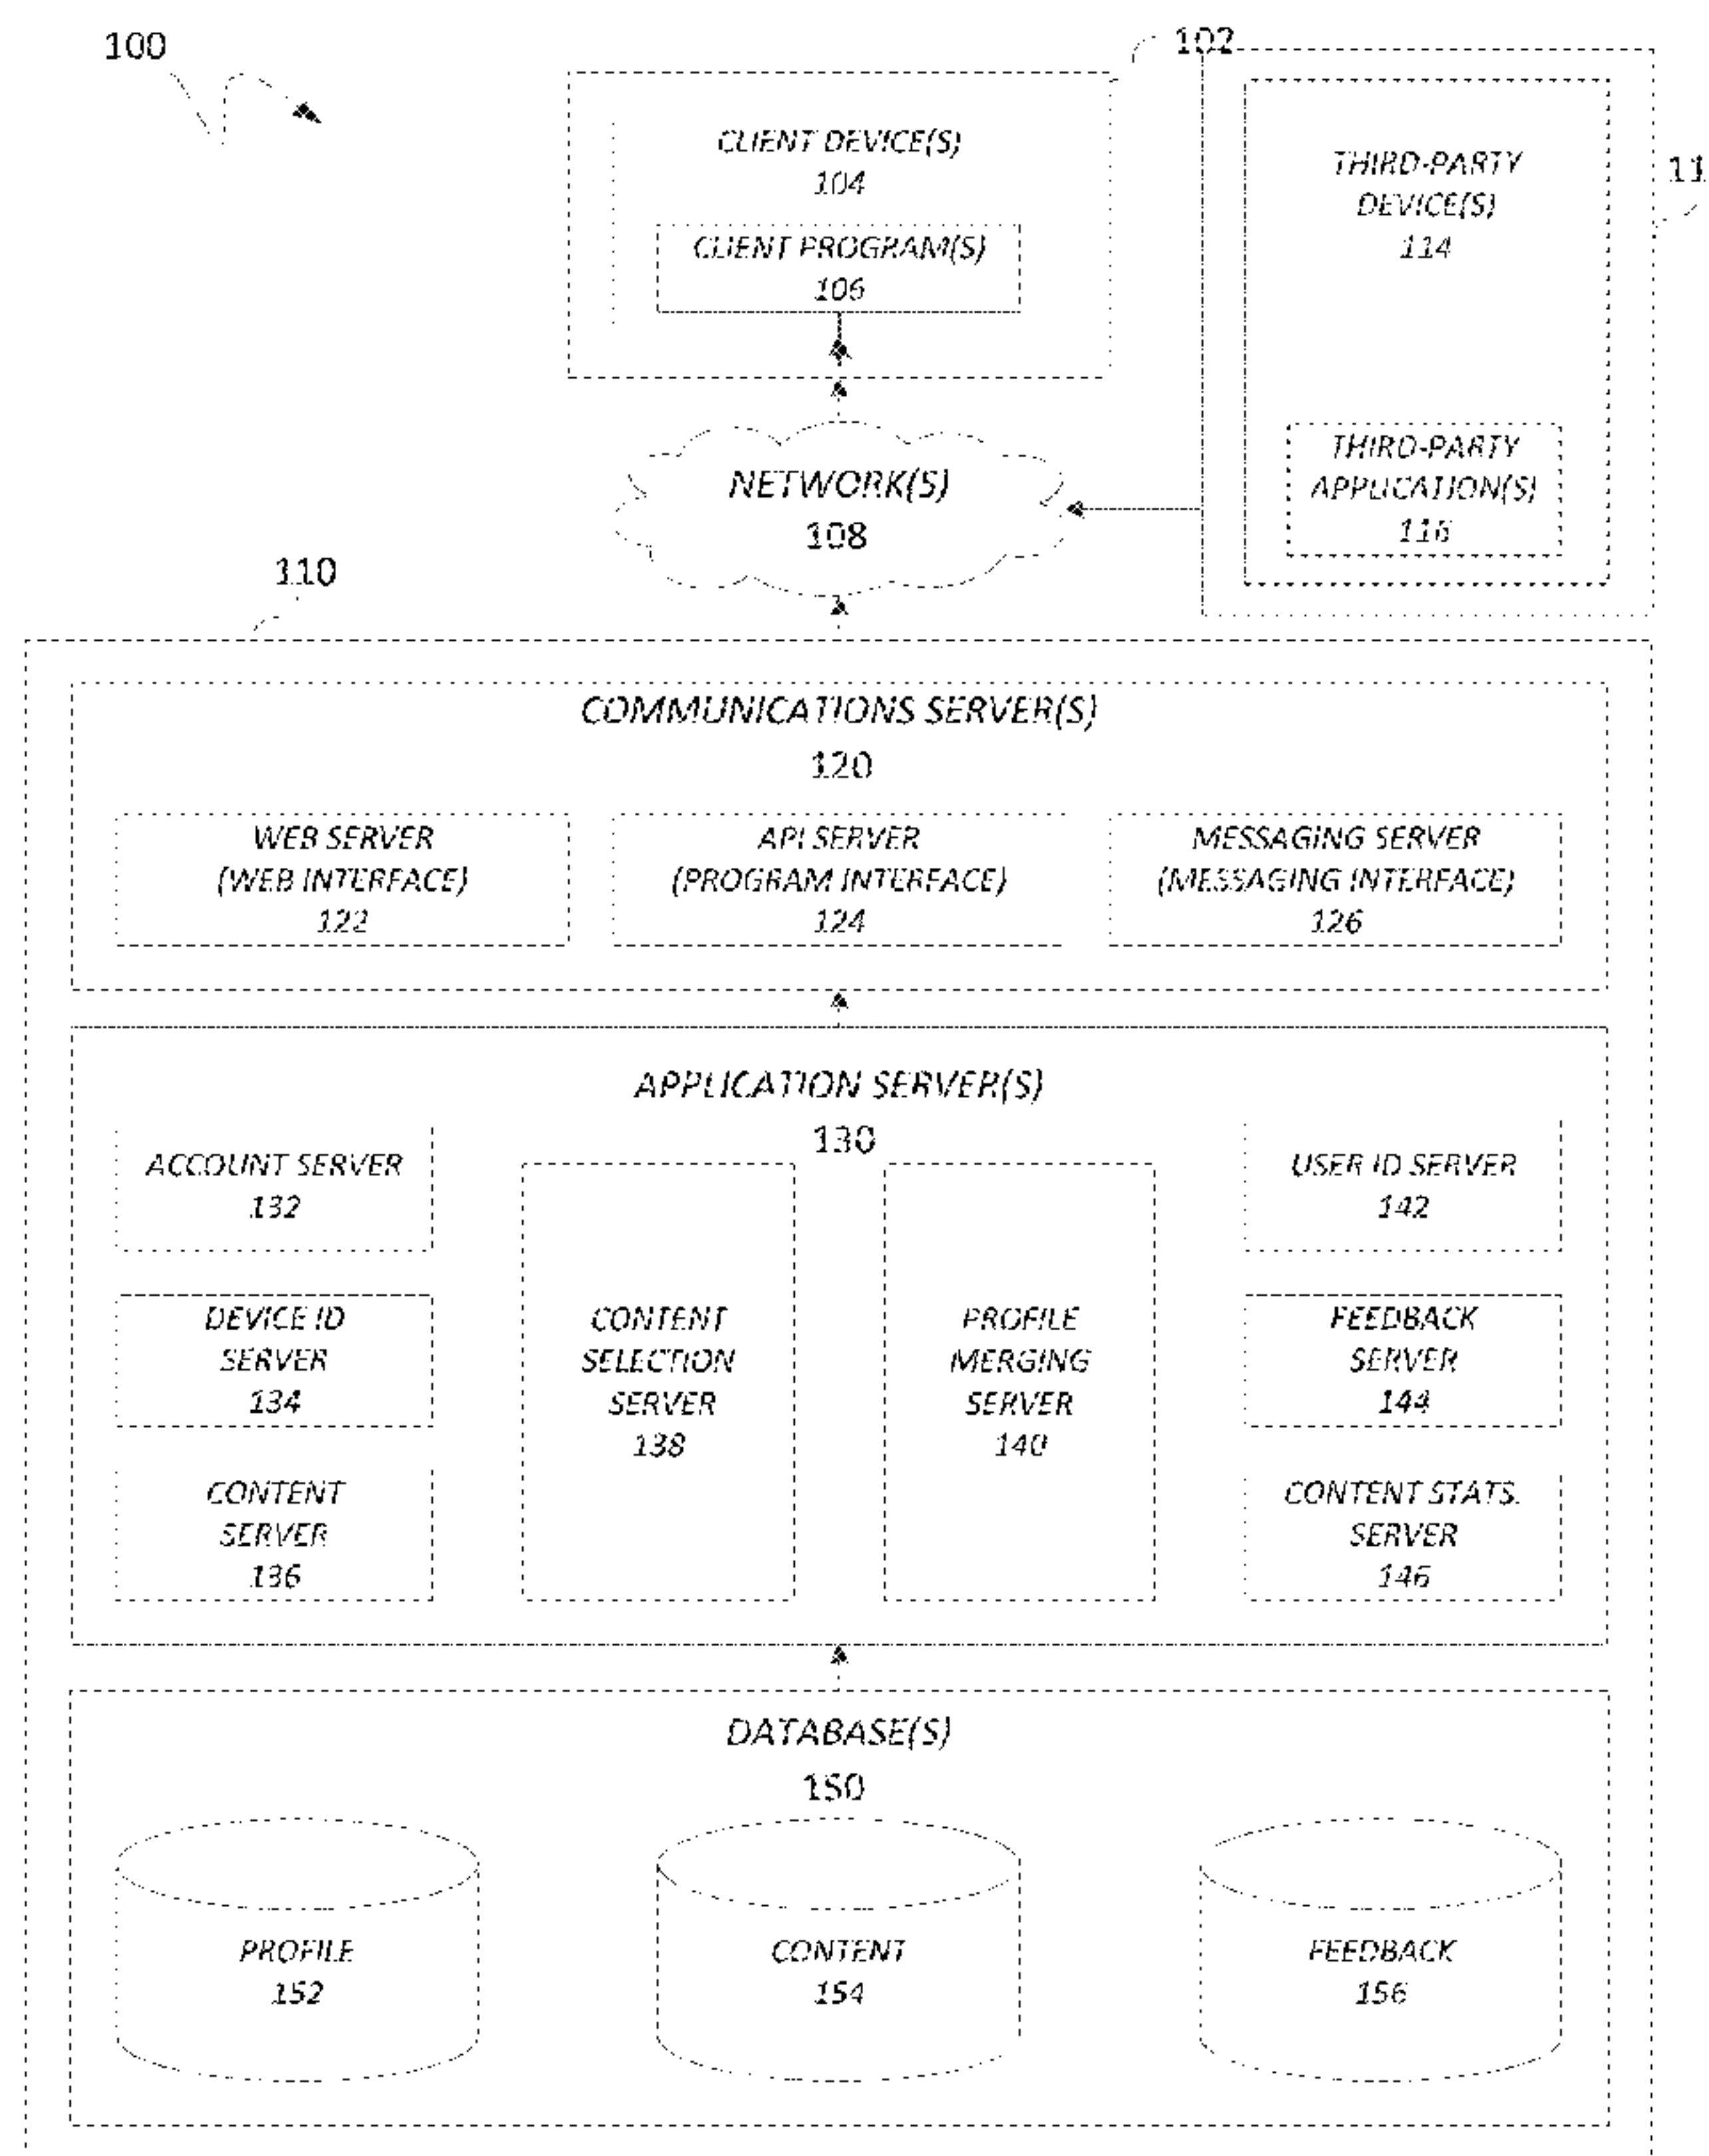 100
102
CLIENT DEVICE(S)
104
CLIENT PROGRAM(S)
106
THIRD-PARTY
DEVICE(S)
114
11
THIRD-PARTY
APPLICATION(S)
116
NETWORK(S)
108
110
COMMUNICATIONS SERVER(S)
120
WEB SERVER
(WEB INTERFACE)
122
API SERVER
(PROGRAM INTERFACE)
124
MESSAGING SERVER
(MESSAGING INTERFACE)
126
APPLICATION SERVER(S)
130
ACCOUNT SERVER
132
DEVICE ID
SERVER
134
CONTENT
SERVER
136
CONTENT
SELECTION
SERVER
138
PROFILE
MERGING
SERVER
140
USER ID SERVER
142
FEEDBACK
SERVER
144
CONTENT STATS.
SERVER
146
DATABASE(S)
150
PROFILE
152
CONTENT
154
FEEDBACK
156